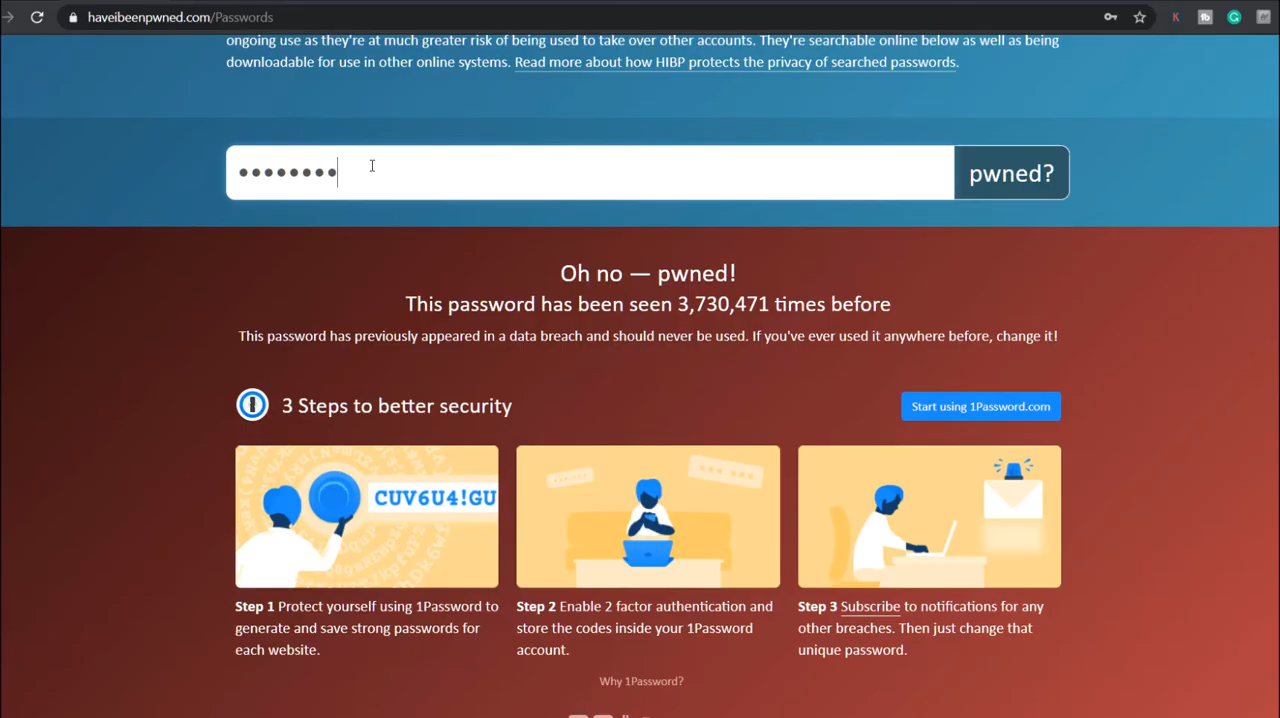 haveibeenpwned.com/Passwords
ongoing use as they're at much greater risk of being used to take over other accounts. They're searchable online below as well as being
downloadable for use in other online systems. Read more about how HIBP protects the privacy of searched passwords.
••••••••
pwned?
Oh no — pwned!
This password has been seen 3,730,471 times before
This password has previously appeared in a data breach and should never be used. If you've ever used it anywhere before, change it!
3 Steps to better security
Start using 1Password.com
CUV6U4!GU
Step 1 Protect yourself using 1Password to
generate and save strong passwords for
each website.
Step 2 Enable 2 factor authentication and
store the codes inside your 1Password
account.
Step 3 Subscribe to notifications for any
other breaches. Then just change that
unique password.
Why 1Password?